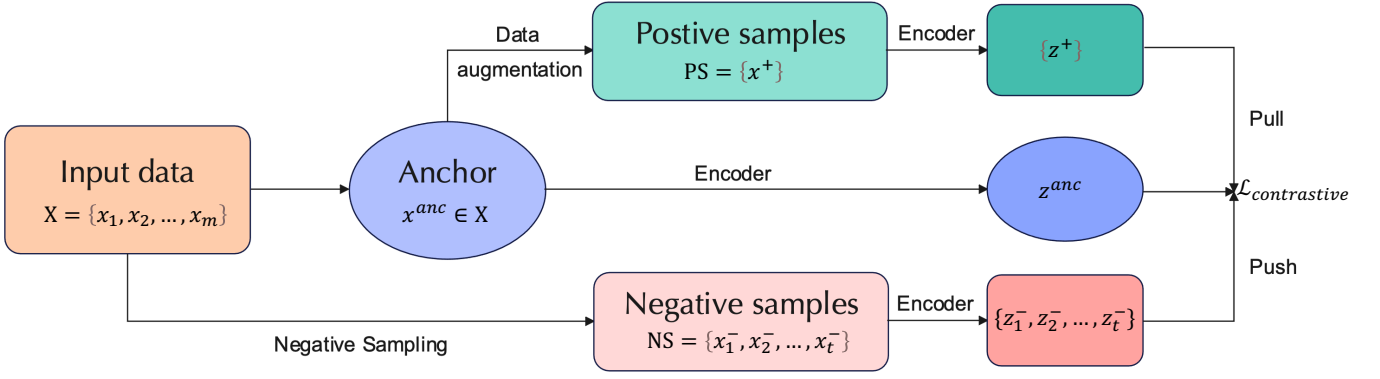 Data
augmentation
Postive samples
PS = {x⁺}
Encoder
{z⁺}
Pull
Input data
X = {x₁, x₂, …, xₘ}
Anchor
xᵃⁿᶜ ∈ X
Encoder
zᵃⁿᶜ
ℒcontrastive
Push
Negative Sampling
Negative samples
NS = {x₁⁻, x₂⁻, …, xₜ⁻}
Encoder
{z₁⁻, z₂⁻, …, zₜ⁻}